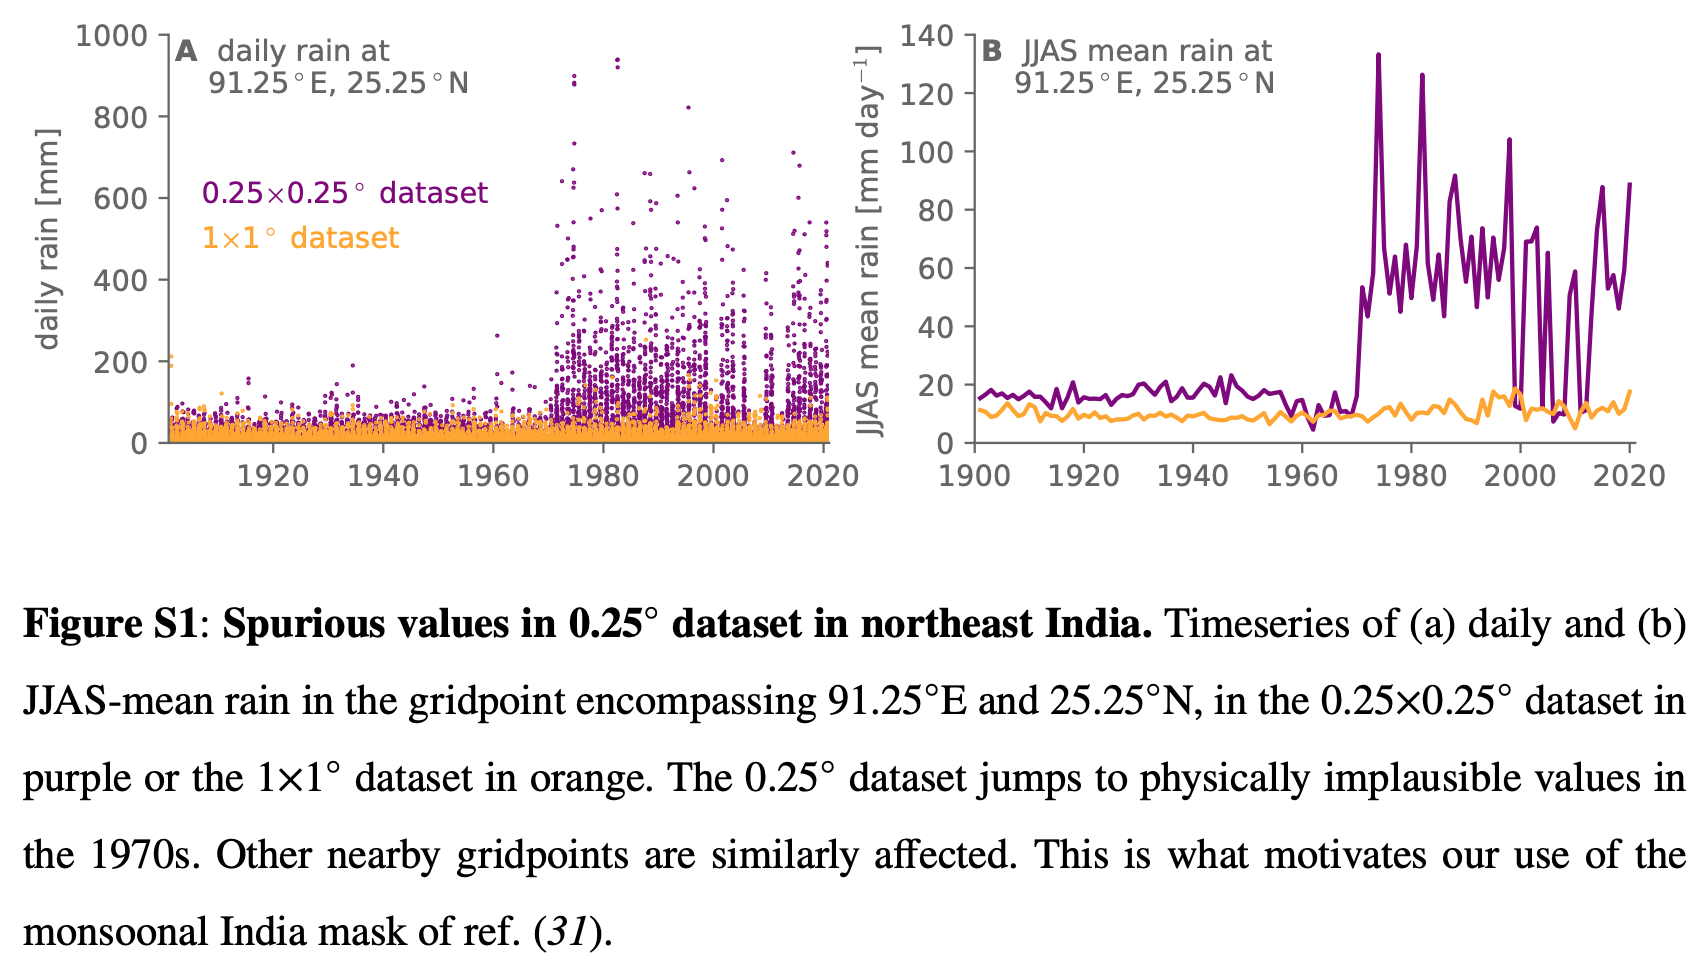 A daily rain at
91.25°E, 25.25°N
0.25×0.25° dataset
1×1° dataset
daily rain [mm]
1000
800
600
400
200
0
1920 1940 1960 1980 2000 2020
B JJAS mean rain at
91.25°E, 25.25°N
JJAS mean rain [mm day⁻¹]
140
120
100
80
60
40
20
0
1900 1920 1940 1960 1980 2000 2020
Figure S1: Spurious values in 0.25° dataset in northeast India. Timeseries of (a) daily and (b)
JJAS-mean rain in the gridpoint encompassing 91.25°E and 25.25°N, in the 0.25×0.25° dataset in
purple or the 1×1° dataset in orange. The 0.25° dataset jumps to physically implausible values in
the 1970s. Other nearby gridpoints are similarly affected. This is what motivates our use of the
monsoonal India mask of ref. (31).